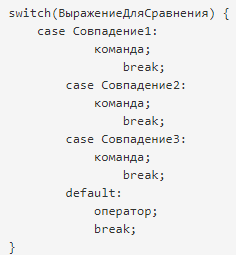 switch(ВыражениеДляСравнения) {
case Совпадение1:
команда;
break;
case Совпадение2:
команда;
break;
case Совпадение3:
команда;
break;
default:
оператор;
break;
}